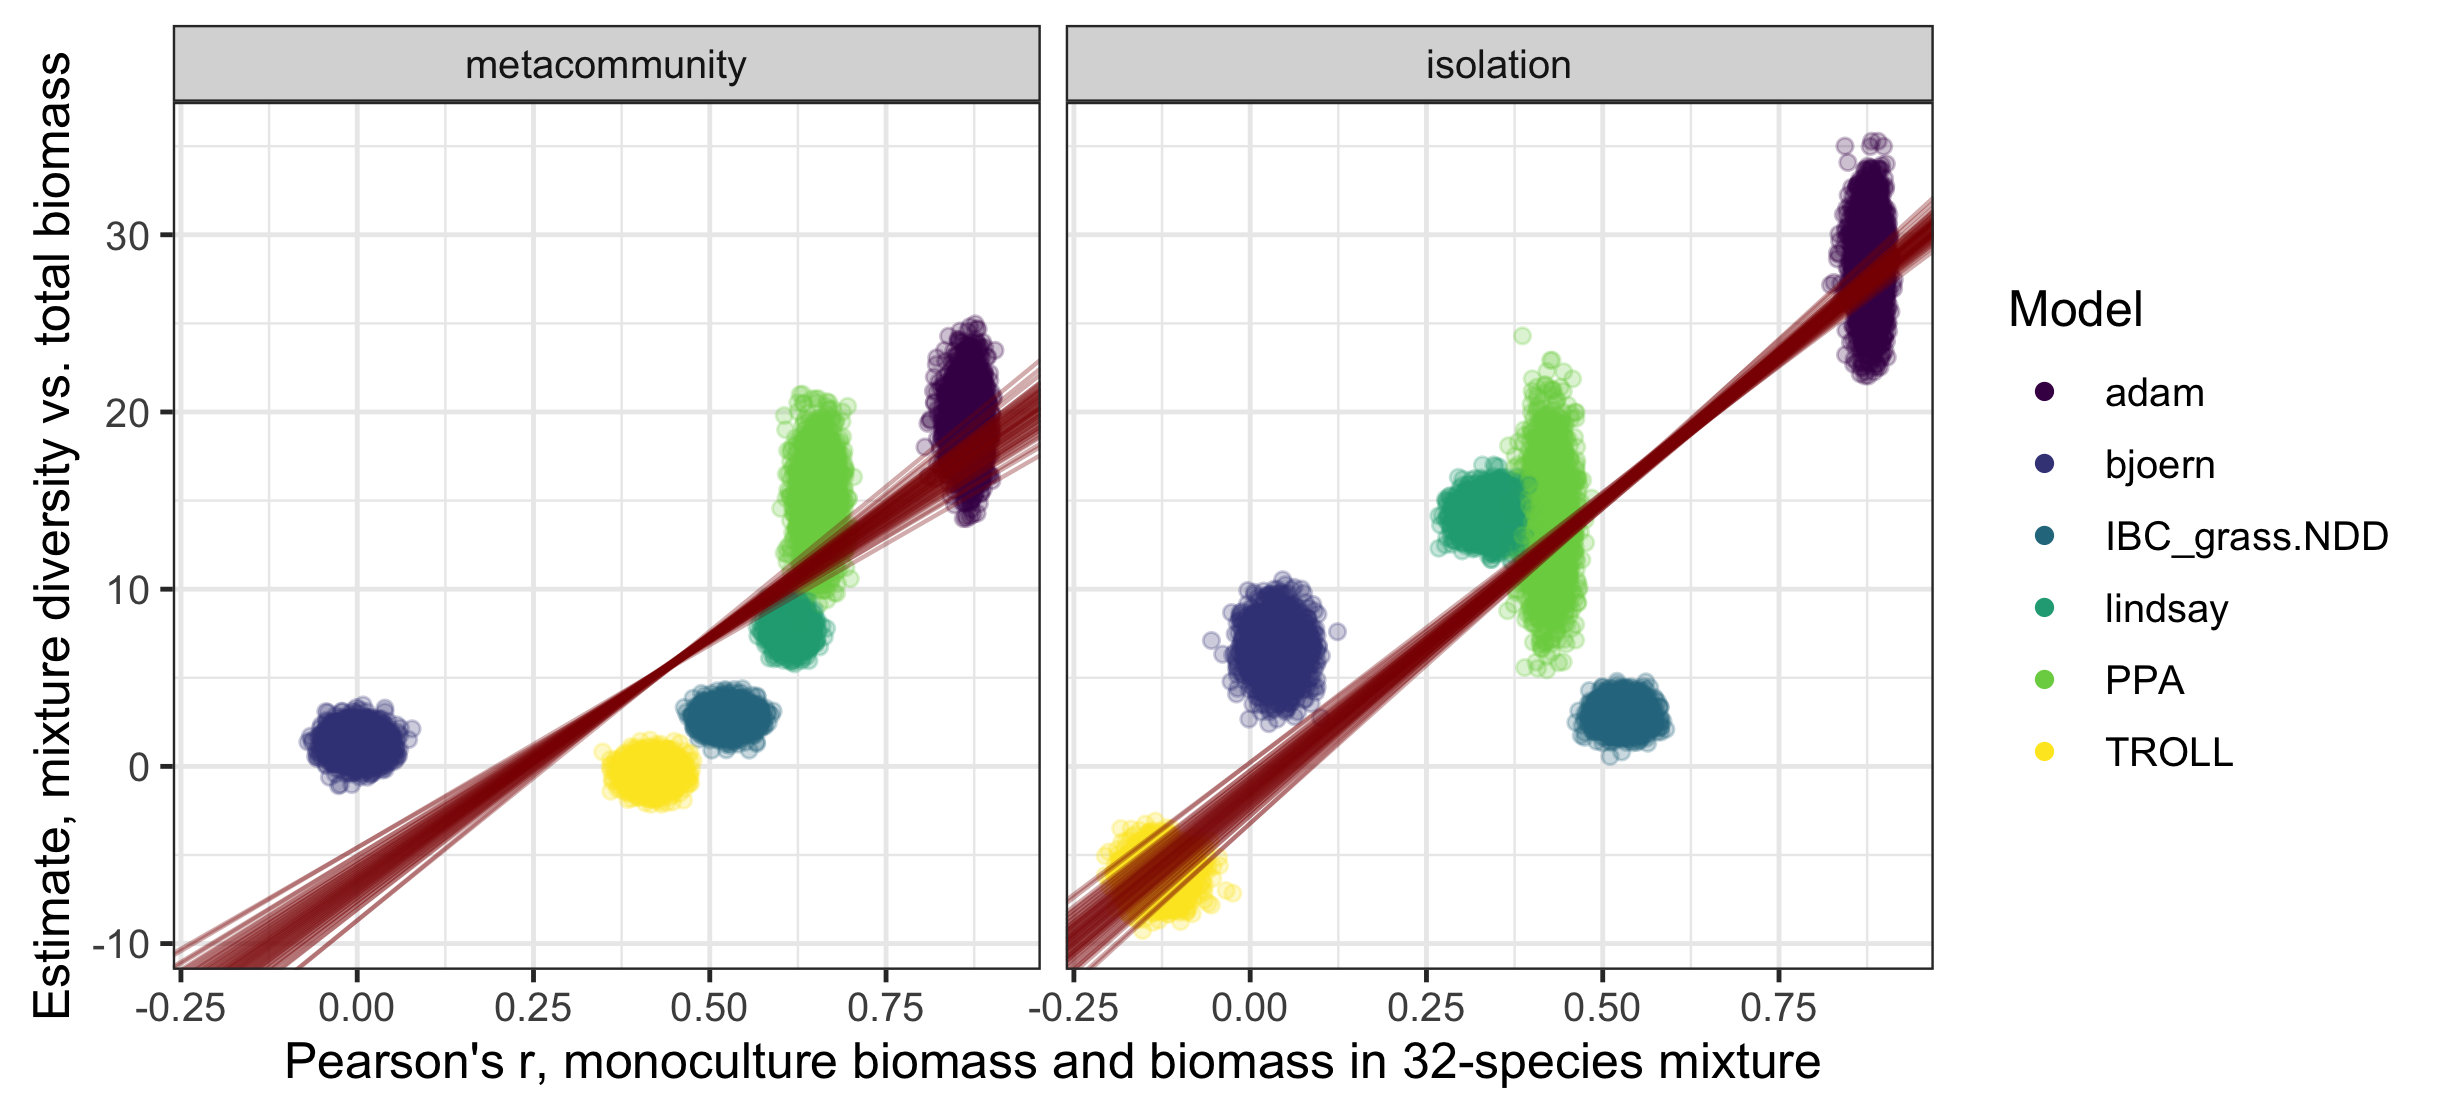 metacommunity
isolation
Estimate, mixture diversity vs. total biomass
30
20
10
0
-10
-0.25
0.00
0.25
0.50
0.75
-0.25
0.00
0.25
0.50
0.75
Pearson's r, monoculture biomass and biomass in 32-species mixture
Model
adam
bjoern
IBC_grass.NDD
lindsay
PPA
TROLL